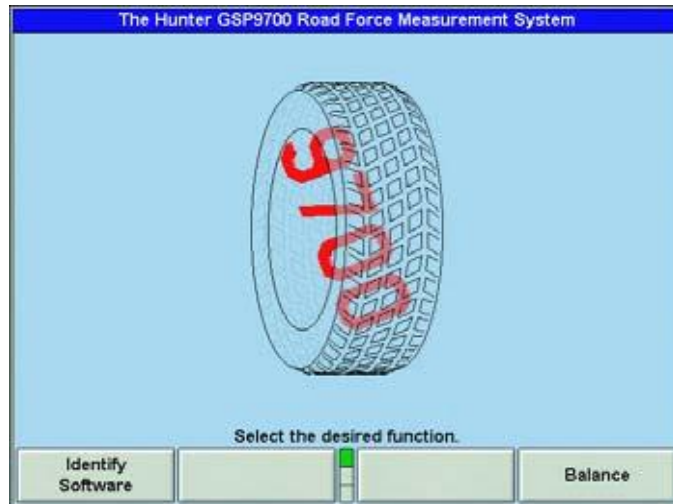 The Hunter GSP9700 Road Force Measurement System
9700
Select the desired function.
Identify
Software
Balance